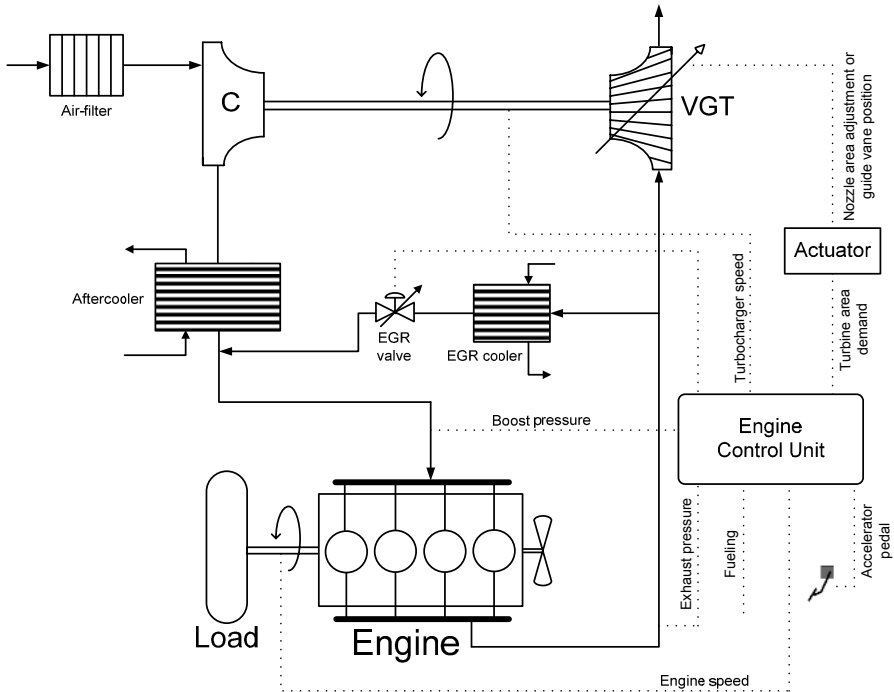 Air-filter
C
VGT
Nozzle area adjustment or
guide vane position
Actuator
Aftercooler
EGR
valve
EGR cooler
Turbocharger speed
Turbine area
demand
Boost pressure
Engine
Control Unit
Exhaust pressure
Fueling
Accelerator
pedal
Load
Engine
Engine speed